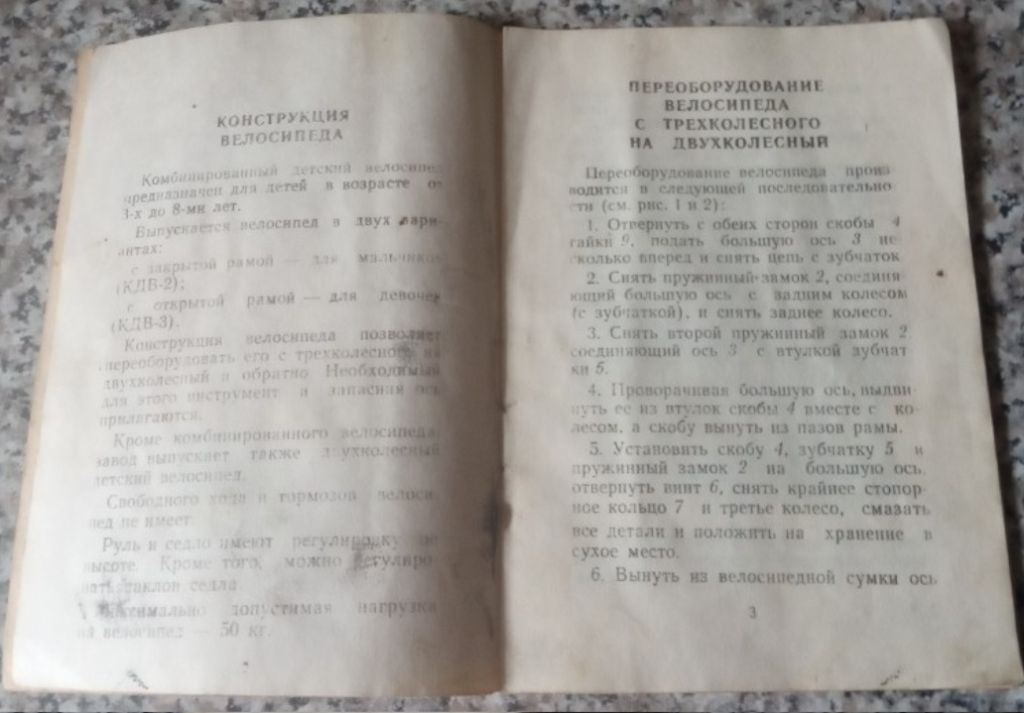 КОНСТРУКЦИЯ
ВЕЛОСИПЕДА
Комбинированный детский велосипед
предназначен для детей в возрасте от
3-х до 8-ми лет.
Выпускается велосипед в двух вари-
антах:
с закрытой рамой — для мальчиков
(КДВ-2);
с открытой рамой — для девочек
(КДВ-3).
Конструкция велосипеда позволяет
переоборудовать его с трехколесного на
двухколесный и обратно Необходимый
для этого инструмент и запасная ось
прилагаются.
Кроме комбинированного велосипеда
завод выпускает также двухколесный
детский велосипед.
Свободного хода и тормозов велоси
пед не имеет.
Руль и седло имеют регулировку по
высоте. Кроме того, можно регулиро-
вать наклон седла.
Максимально допустимая нагрузка
на велосипед — 50 кг.
ПЕРЕОБОРУДОВАНИЕ
ВЕЛОСИПЕДА
С ТРЕХКОЛЕСНОГО
НА ДВУХКОЛЕСНЫЙ
Переоборудование велосипеда произ
водится в следующей последовательно
сти (см. рис. 1 и 2):
1. Отвернуть с обеих сторон скобы 4
гайки 9, подать большую ось 3 не
сколько вперед и снять цепь с зубчаток
2. Снять пружинный-замок 2, соединя-
ющий большую ось с задним колесом
(с зубчаткой), и снять заднее колесо.
3. Снять второй пружинный замок 2,
соединяющий ось 3 с втулкой зубчат
ки 5.
4. Проворачивая большую ось, выдви-
нуть ее из втулок скобы 4 вместе с ко-
лесом, а скобу вынуть из пазов рамы.
5. Установить скобу 4, зубчатку 5 и
пружинный замок 2 на большую ось,
отвернуть винт 6, снять крайнее стопор-
ное кольцо 7 и третье колесо, смазать
все детали и положить на хранение в
сухое место.
6. Вынуть из велосипедной сумки ось
3